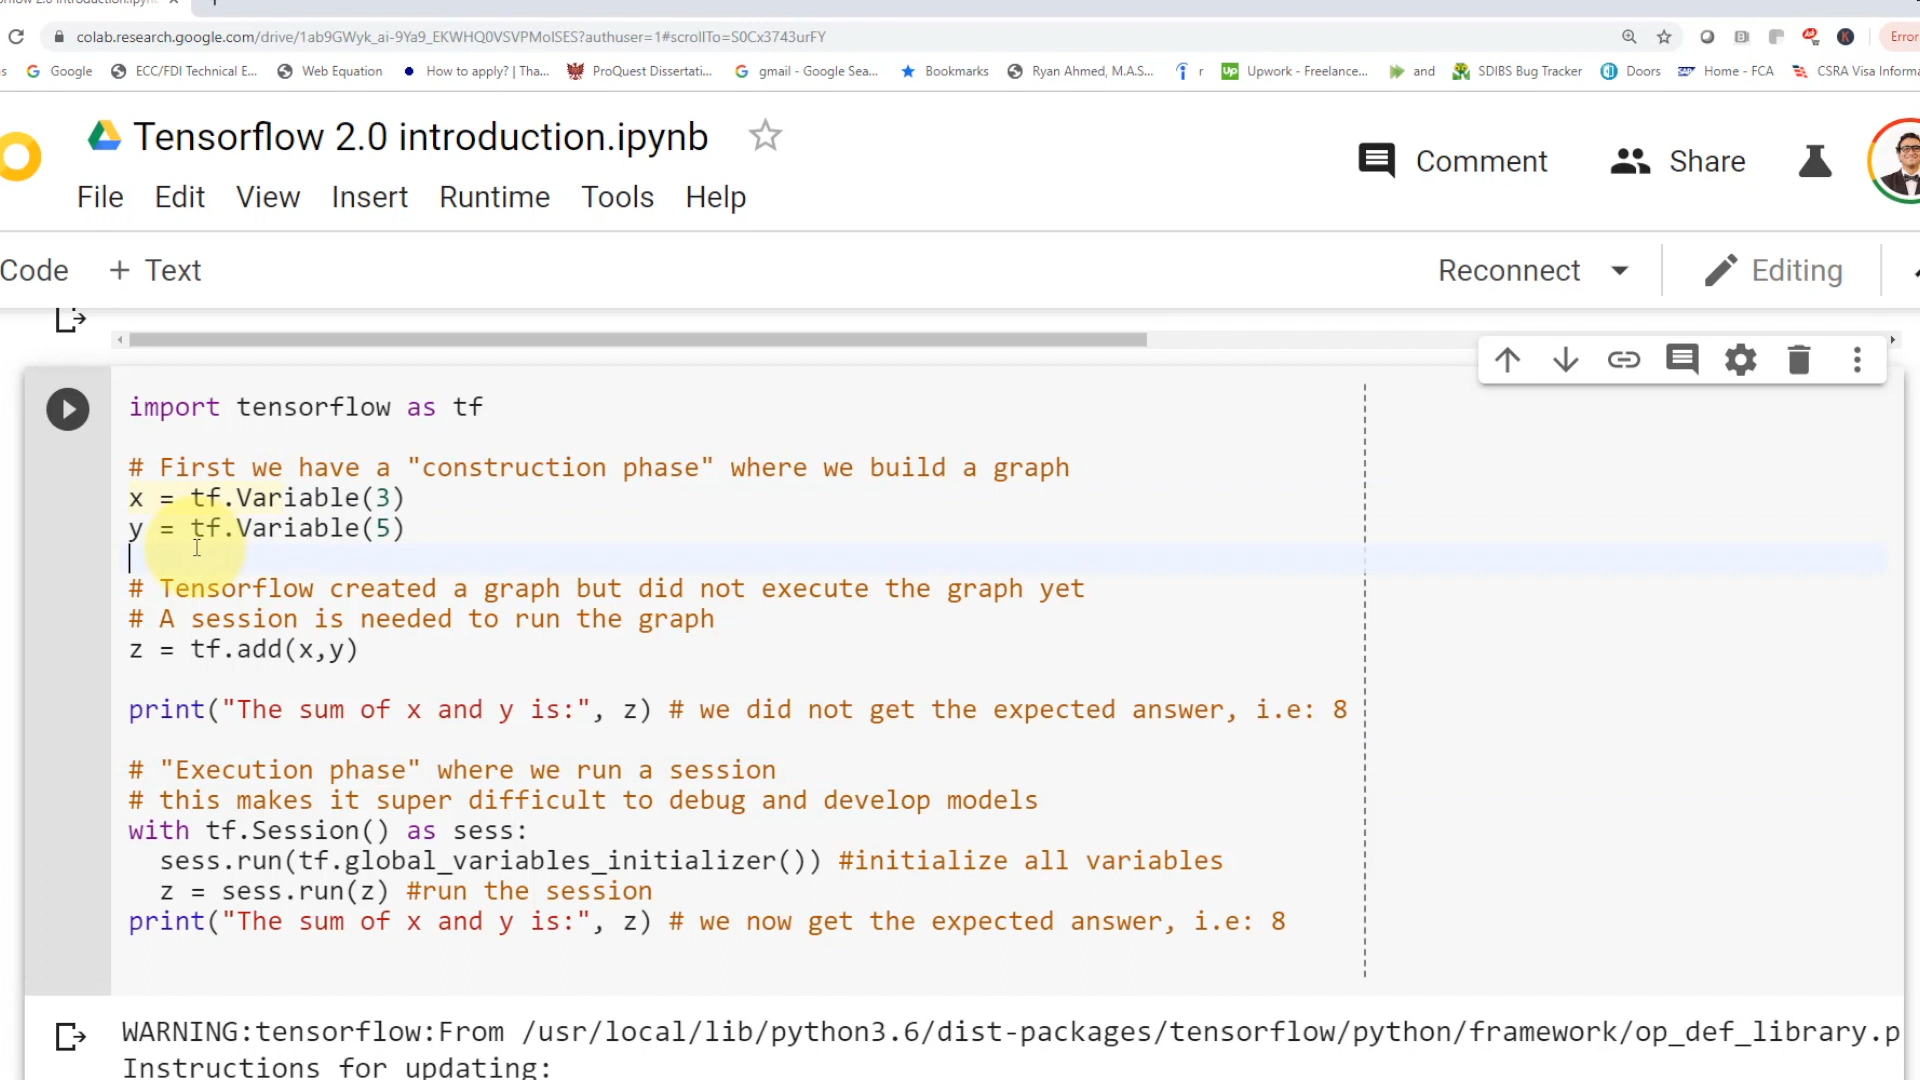 Tensorflow 2.0 introduction.ipynb
colab.research.google.com/drive/1ab9GWyk_ai-9Ya9_EKWHQ0VSVPMolSES?authuser=1#scrollTo=S0Cx3743urFY
Error
s Google ECC/FDI Technical E... Web Equation How to apply? | Tha... ProQuest Dissertati... gmail - Google Sea... Bookmarks Ryan Ahmed, M.A.S... r Upwork - Freelance... and SDIBS Bug Tracker Doors Home - FCA CSRA Visa Informa
Tensorflow 2.0 introduction.ipynb
Comment Share
File Edit View Insert Runtime Tools Help
Code + Text Reconnect Editing
import tensorflow as tf
# First we have a "construction phase" where we build a graph
x = tf.Variable(3)
y = tf.Variable(5)
# Tensorflow created a graph but did not execute the graph yet
# A session is needed to run the graph
z = tf.add(x,y)
print("The sum of x and y is:", z) # we did not get the expected answer, i.e: 8
# "Execution phase" where we run a session
# this makes it super difficult to debug and develop models
with tf.Session() as sess:
sess.run(tf.global_variables_initializer()) #initialize all variables
z = sess.run(z) #run the session
print("The sum of x and y is:", z) # we now get the expected answer, i.e: 8
WARNING:tensorflow:From /usr/local/lib/python3.6/dist-packages/tensorflow/python/framework/op_def_library.p
Instructions for updating: